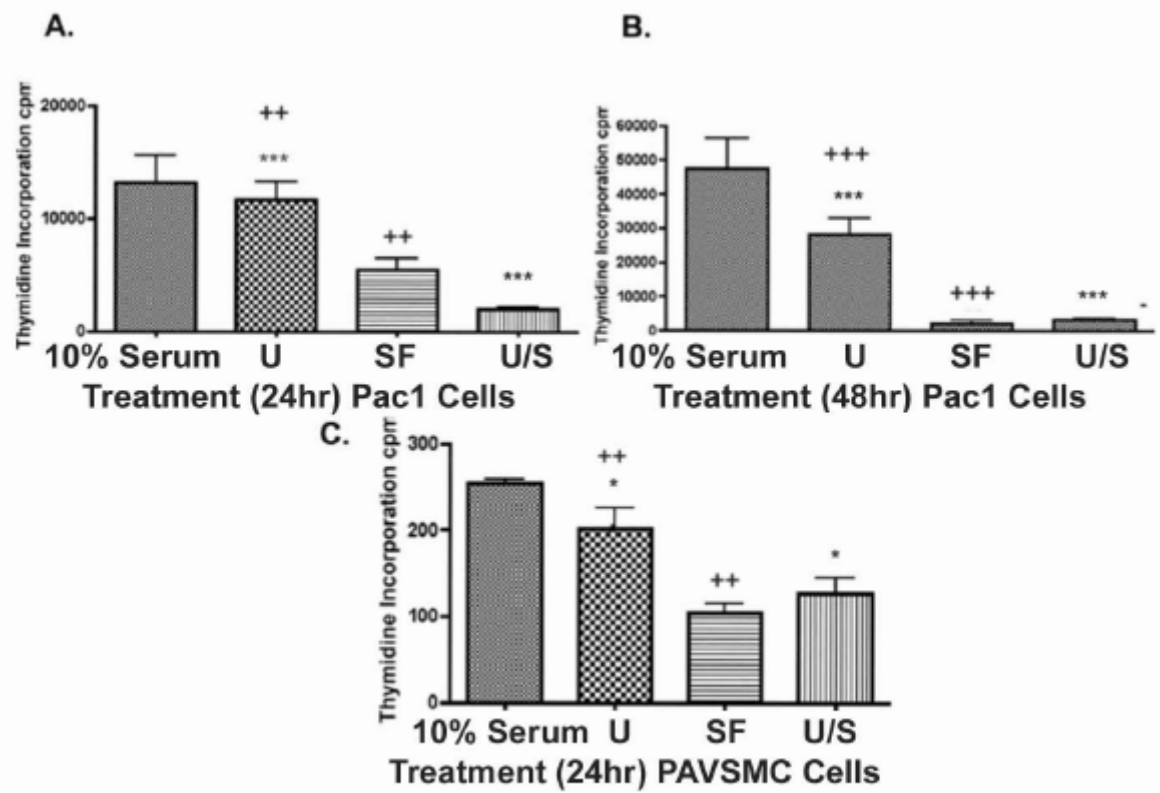 A.
Thymidine Incorporation cpm
20000
10000
0
++
***
++
***
10% Serum U SF U/S
Treatment (24hr) Pac1 Cells
B.
Thymidine Incorporation cpm
60000
50000
40000
30000
20000
10000
0
+++
***
+++
***
-
10% Serum U SF U/S
Treatment (48hr) Pac1 Cells
C.
Thymidine Incorporation cpm
300
200
100
0
++
*
++
*
10% Serum U SF U/S
Treatment (24hr) PAVSMC Cells